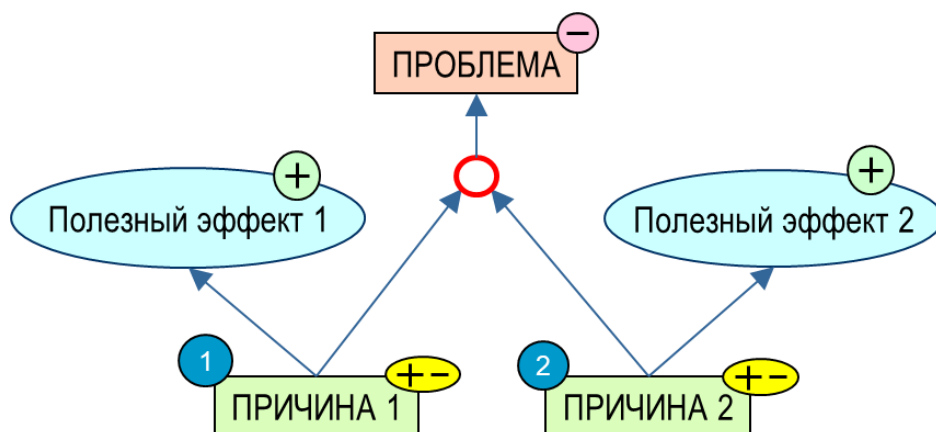 −
ПРОБЛЕМА
+
Полезный эффект 1
+
Полезный эффект 2
1
+ −
ПРИЧИНА 1
2
+ −
ПРИЧИНА 2